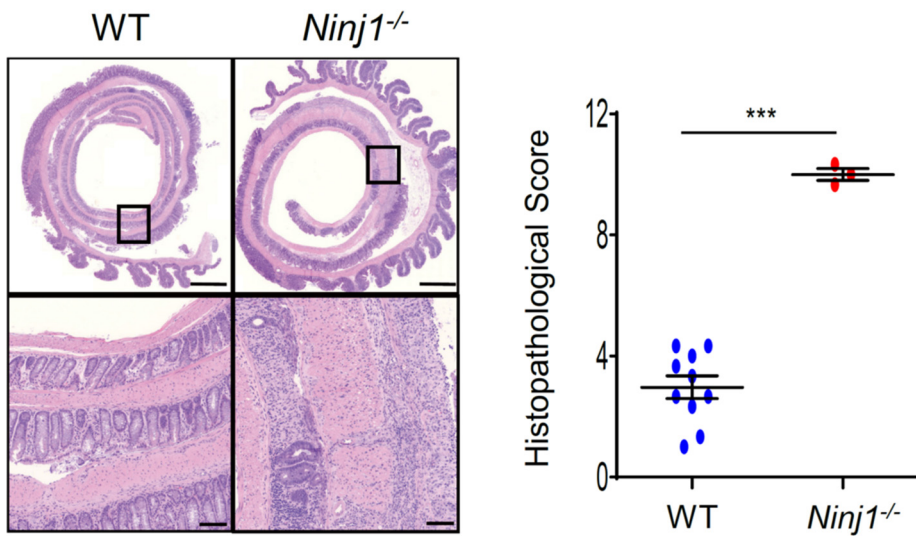 WT
Ninj1-/-
Histopathological Score
12
8
4
0
***
WT
Ninj1-/-